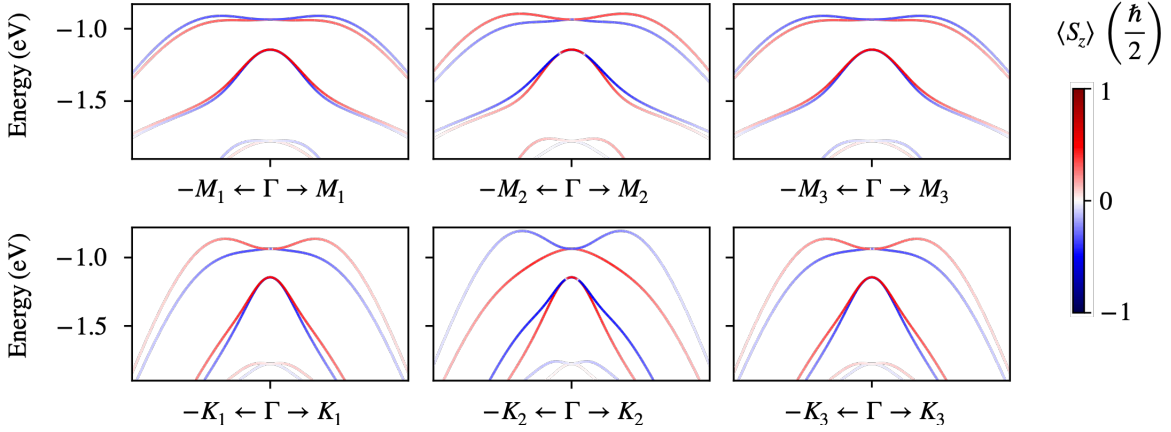 Energy (eV)
−1.0
−1.5
−M₁ ← Γ → M₁
−M₂ ← Γ → M₂
−M₃ ← Γ → M₃
Energy (eV)
−1.0
−1.5
−K₁ ← Γ → K₁
−K₂ ← Γ → K₂
−K₃ ← Γ → K₃
⟨S_z⟩ (ℏ/2)
1
0
−1